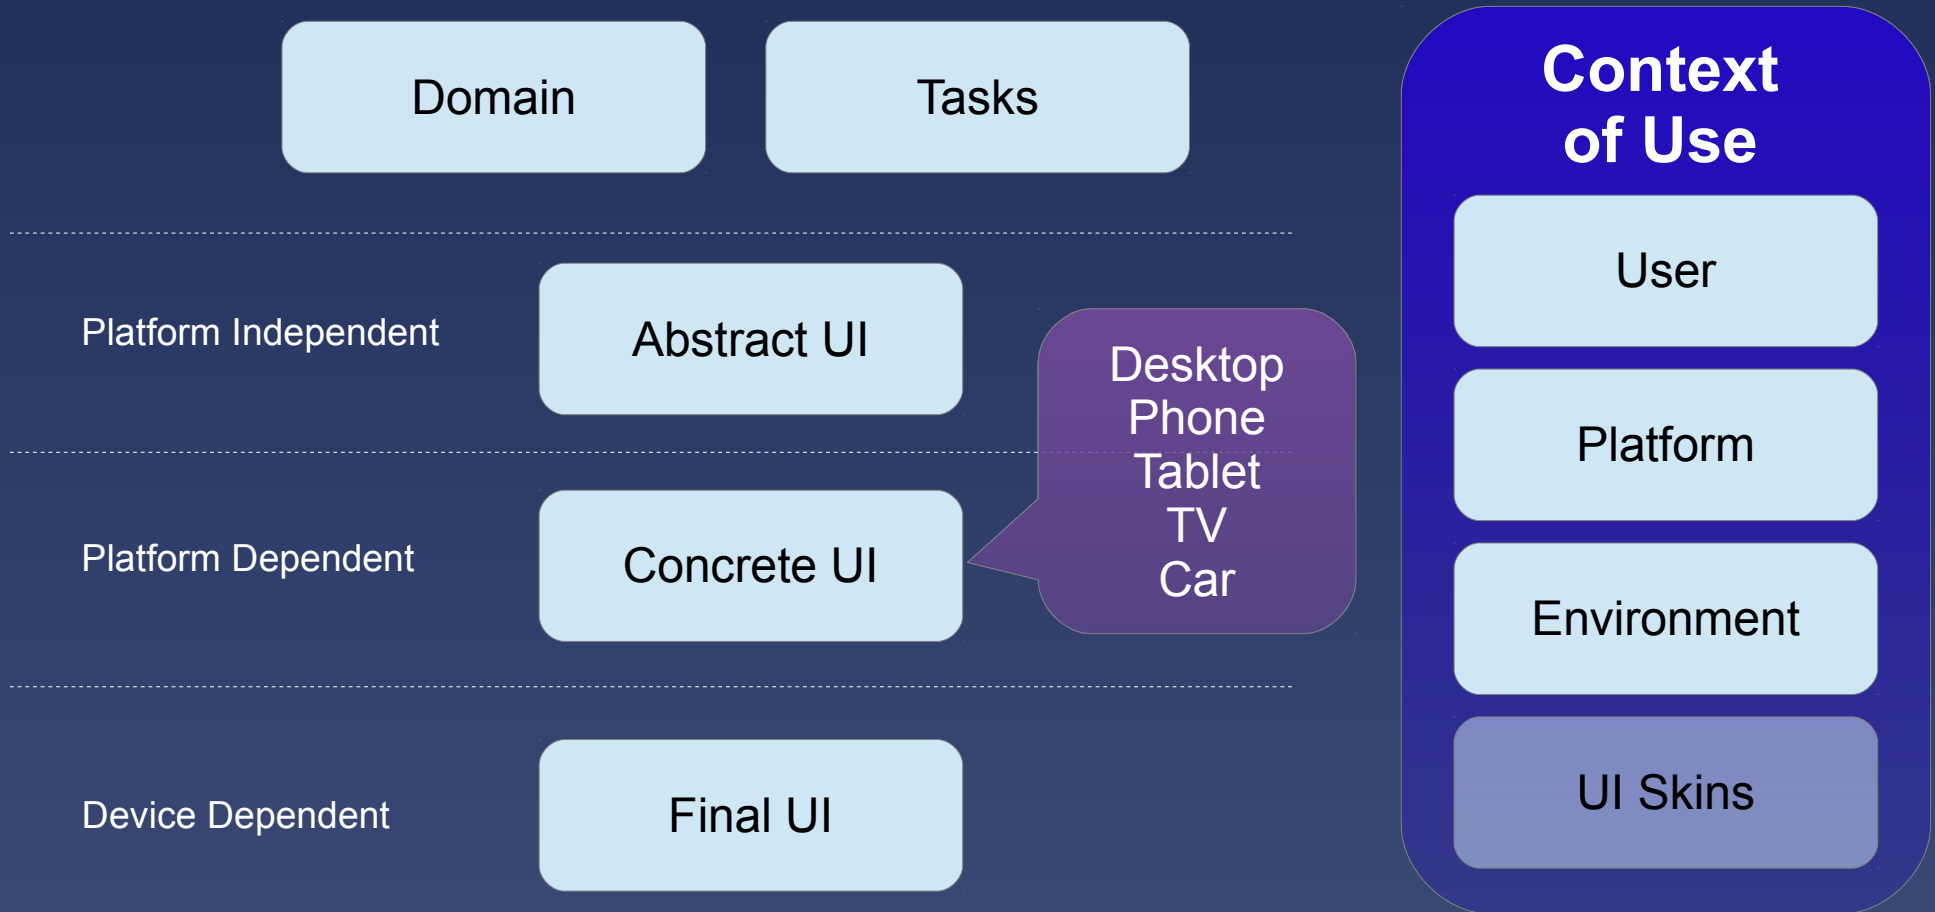 Domain
Tasks
Platform Independent
Abstract UI
Desktop
Phone
Tablet
TV
Car
Platform Dependent
Concrete UI
Device Dependent
Final UI
Context
of Use
User
Platform
Environment
UI Skins